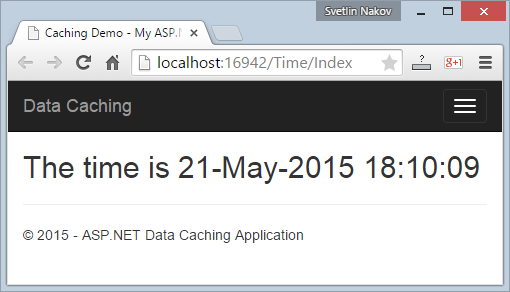 Svetlin Nakov
Caching Demo - My ASP.N
localhost:16942/Time/Index
?
g+1
Data Caching
The time is 21-May-2015 18:10:09
© 2015 - ASP.NET Data Caching Application